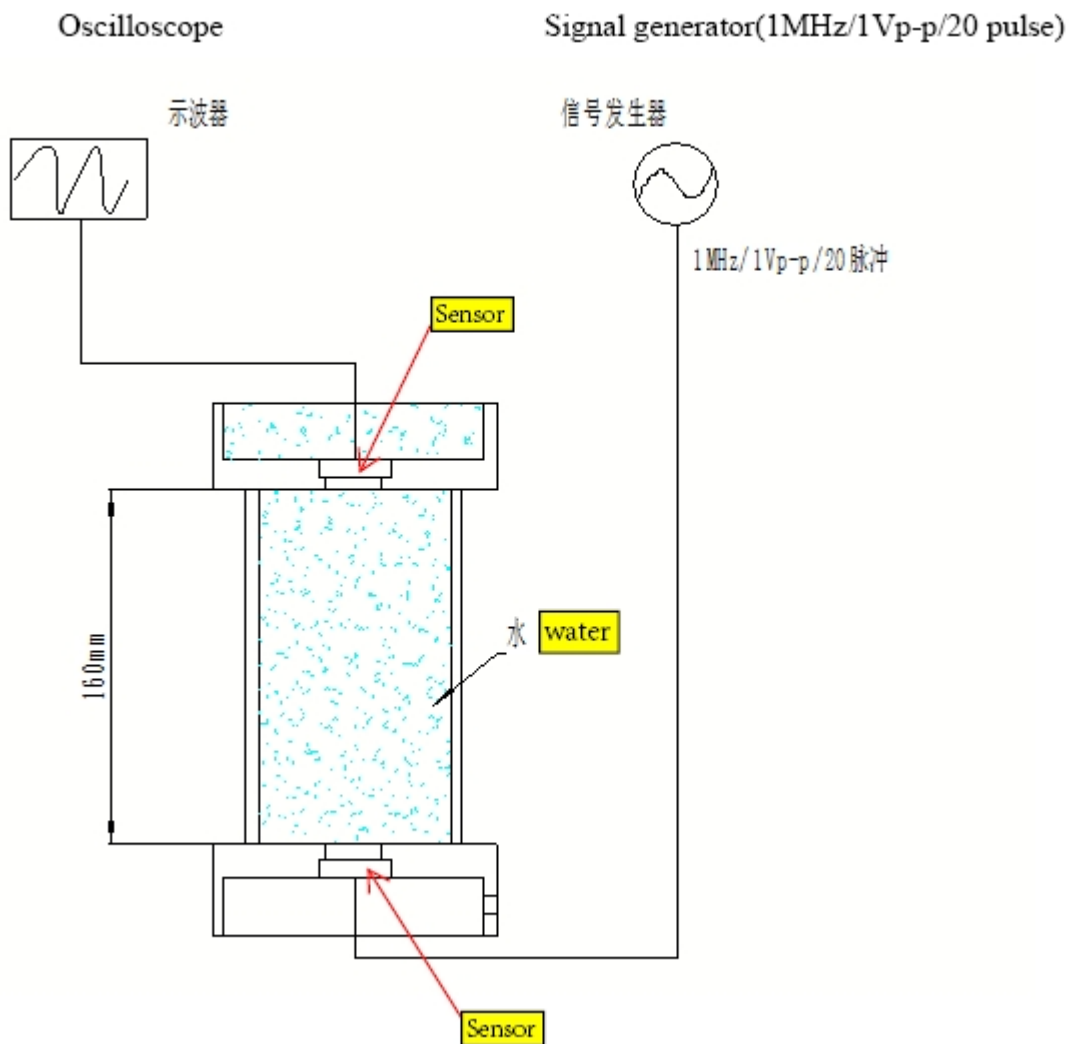 Oscilloscope
Signal generator(1MHz/1Vp-p/20 pulse)
示波器
信号发生器
1MHz/1Vp-p/20脉冲
Sensor
水
water
160mm
Sensor